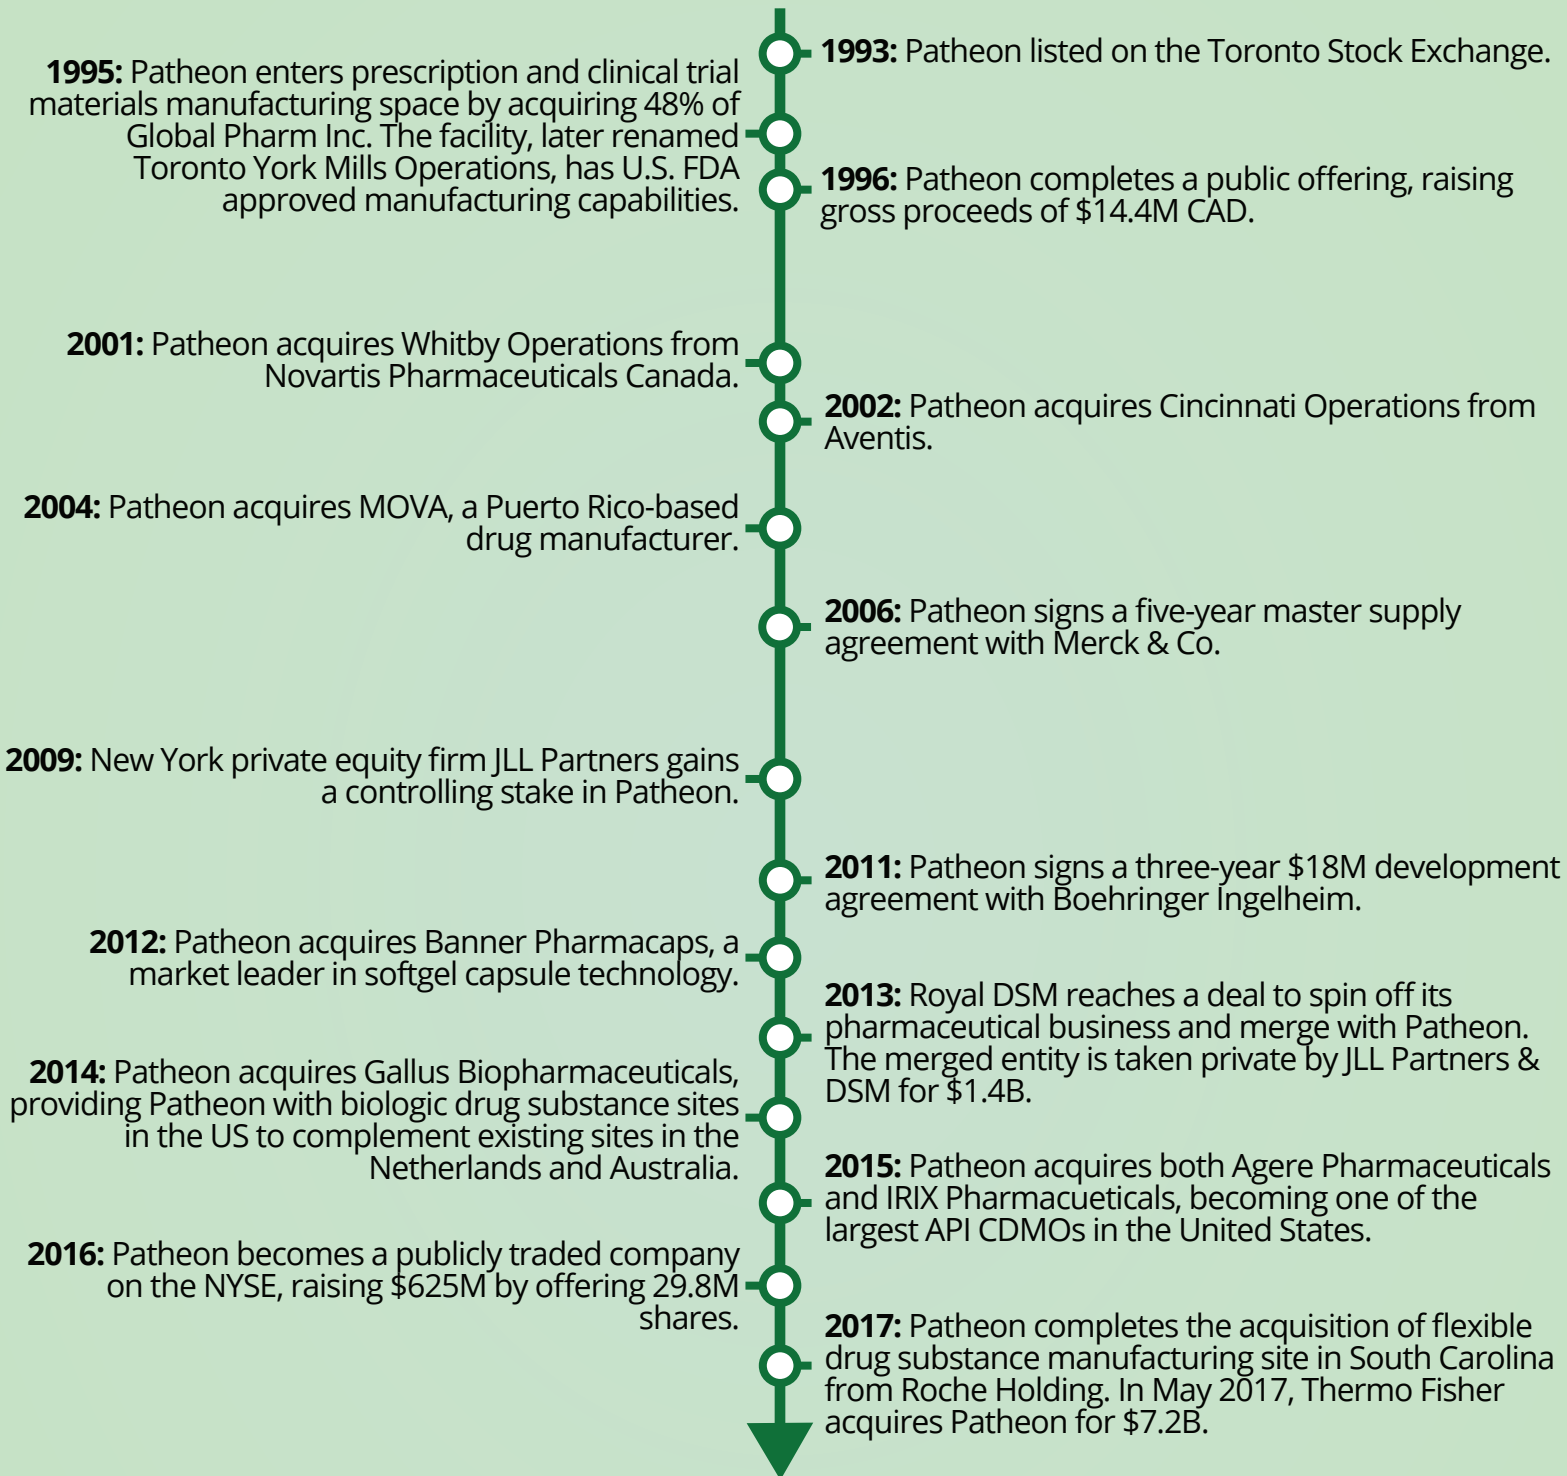 1993: Patheon listed on the Toronto Stock Exchange.
1995: Patheon enters prescription and clinical trial
materials manufacturing space by acquiring 48% of
Global Pharm Inc. The facility, later renamed
Toronto York Mills Operations, has U.S. FDA
approved manufacturing capabilities.
1996: Patheon completes a public offering, raising
gross proceeds of $14.4M CAD.
2001: Patheon acquires Whitby Operations from
Novartis Pharmaceuticals Canada.
2002: Patheon acquires Cincinnati Operations from
Aventis.
2004: Patheon acquires MOVA, a Puerto Rico-based
drug manufacturer.
2006: Patheon signs a five-year master supply
agreement with Merck & Co.
2009: New York private equity firm JLL Partners gains
a controlling stake in Patheon.
2011: Patheon signs a three-year $18M development
agreement with Boehringer Ingelheim.
2012: Patheon acquires Banner Pharmacaps, a
market leader in softgel capsule technology.
2013: Royal DSM reaches a deal to spin off its
pharmaceutical business and merge with Patheon.
The merged entity is taken private by JLL Partners &
DSM for $1.4B.
2014: Patheon acquires Gallus Biopharmaceuticals,
providing Patheon with biologic drug substance sites
in the US to complement existing sites in the
Netherlands and Australia.
2015: Patheon acquires both Agere Pharmaceuticals
and IRIX Pharmacueticals, becoming one of the
largest API CDMOs in the United States.
2016: Patheon becomes a publicly traded company
on the NYSE, raising $625M by offering 29.8M
shares.
2017: Patheon completes the acquisition of flexible
drug substance manufacturing site in South Carolina
from Roche Holding. In May 2017, Thermo Fisher
acquires Patheon for $7.2B.